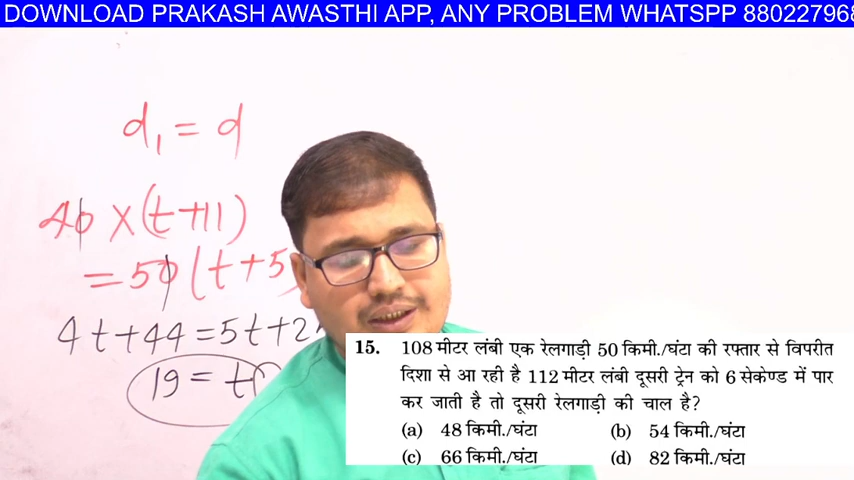 DOWNLOAD PRAKASH AWASTHI APP, ANY PROBLEM WHATSPP 88022796
d₁ = d
40 × (t+11)
= 50 (t+5
4t+44=5t+2
19 = t
15. 108 मीटर लंबी एक रेलगाड़ी 50 किमी./घंटा की रफ्तार से विपरीत
दिशा से आ रही है 112 मीटर लंबी दूसरी ट्रेन को 6 सेकेण्ड में पार
कर जाती है तो दूसरी रेलगाड़ी की चाल है?
(a) 48 किमी./घंटा (b) 54 किमी./घंटा
(c) 66 किमी./घंटा (d) 82 किमी./घंटा